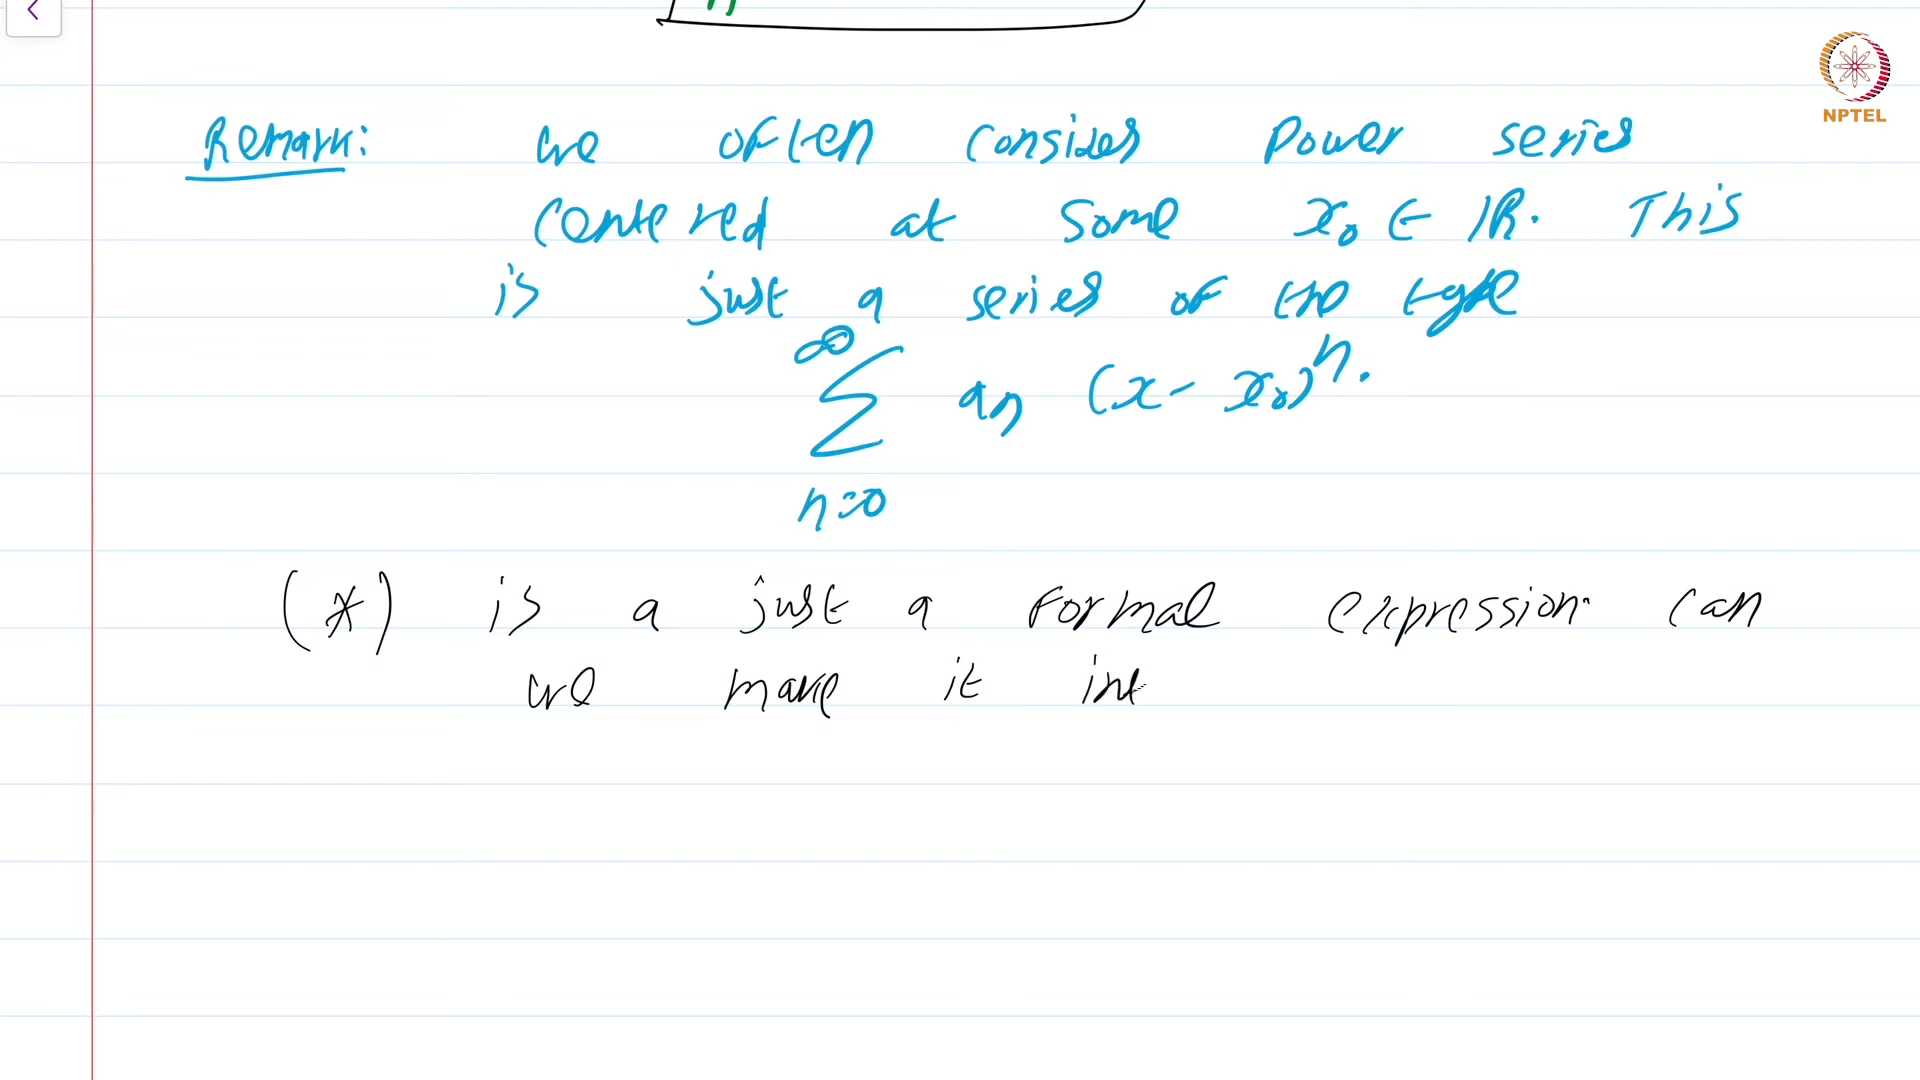 NPTEL
Remark: we often consider power series
centered at some x₀ ∈ ℝ. This
is just a series of the type
∞
∑ aₙ (x - x₀)ⁿ.
n=0
(*) is a just a formal expression. can
we make it int